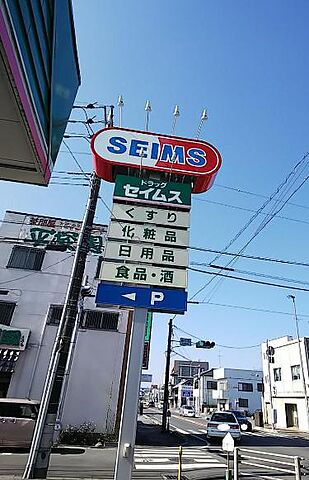 SEIMS
ドラッグ
セイムス
くすり
化粧品
日用品
食品・酒
P